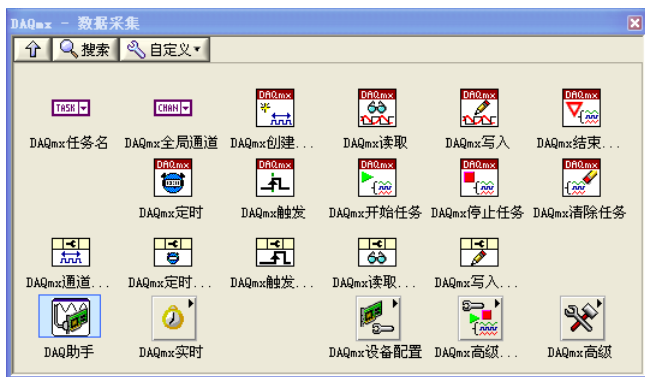 DAQmx - 数据采集
搜索 自定义
TASK CHAN DAQmx DAQmx DAQmx DAQmx
DAQmx任务名 DAQmx全局通道 DAQmx创建... DAQmx读取 DAQmx写入 DAQmx结束...
DAQmx DAQmx DAQmx DAQmx DAQmx
DAQmx定时 DAQmx触发 DAQmx开始任务 DAQmx停止任务 DAQmx清除任务
DAQmx通道... DAQmx定时... DAQmx触发... DAQmx读取... DAQmx写入...
DAQ助手 DAQmx实时 DAQmx设备配置 DAQmx高级... DAQmx高级